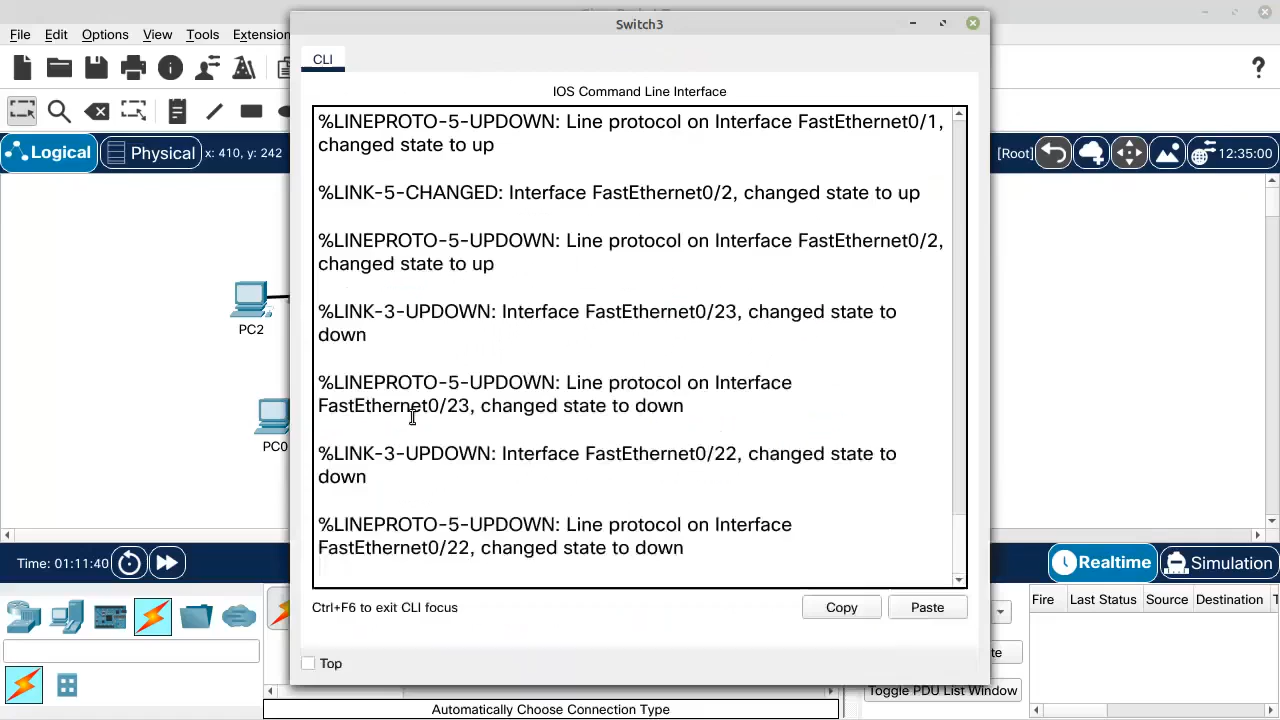 Switch3
File Edit Options View Tools Extension
CLI
IOS Command Line Interface
%LINEPROTO-5-UPDOWN: Line protocol on Interface FastEthernet0/1,
changed state to up
%LINK-5-CHANGED: Interface FastEthernet0/2, changed state to up
%LINEPROTO-5-UPDOWN: Line protocol on Interface FastEthernet0/2,
changed state to up
%LINK-3-UPDOWN: Interface FastEthernet0/23, changed state to
down
%LINEPROTO-5-UPDOWN: Line protocol on Interface
FastEthernet0/23, changed state to down
%LINK-3-UPDOWN: Interface FastEthernet0/22, changed state to
down
%LINEPROTO-5-UPDOWN: Line protocol on Interface
FastEthernet0/22, changed state to down
Ctrl+F6 to exit CLI focus
Copy Paste
Top
Logical Physical x: 410, y: 242
[Root] 12:35:00
PC2
PC0
Time: 01:11:40
Realtime Simulation
Fire Last Status Source Destination T
te
Toggle PDU List Window
Automatically Choose Connection Type